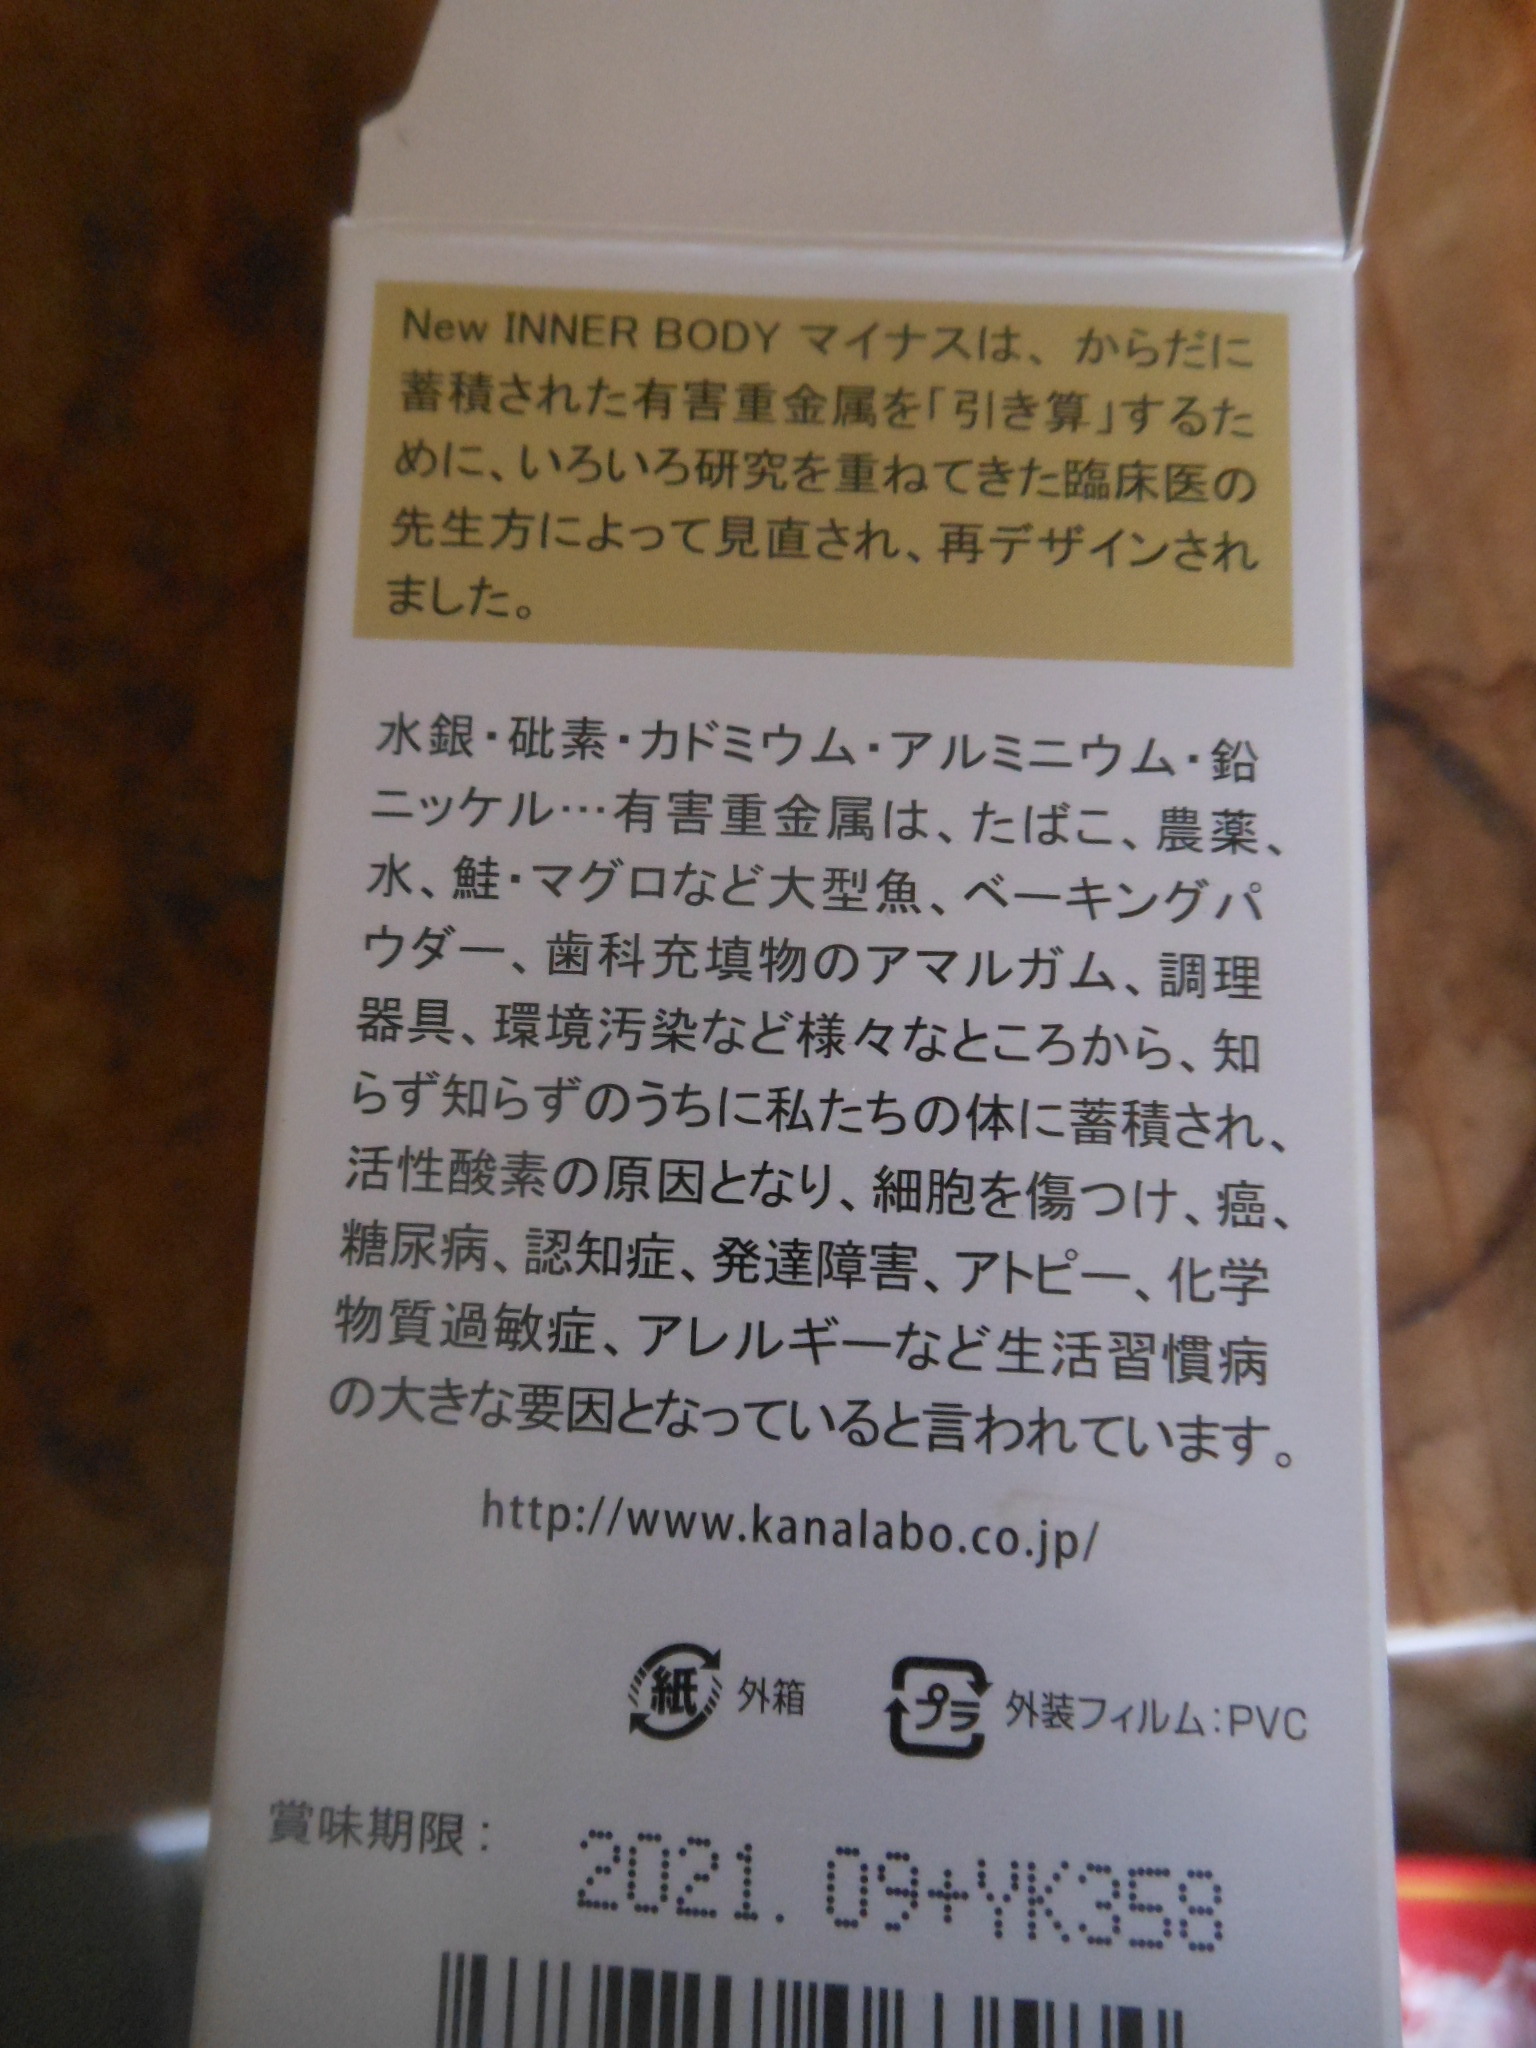 New INNER BODY マイナスは、からだに
蓄積された有害重金属を「引き算」するた
めに、いろいろ研究を重ねてきた臨床医の
先生方によって見直され、再デザインされ
ました。
水銀・砒素・カドミウム・アルミニウム・鉛
ニッケル…有害重金属は、たばこ、農薬、
水、鮭・マグロなど大型魚、ベーキングパ
ウダー、歯科充填物のアマルガム、調理
器具、環境汚染など様々なところから、知
らず知らずのうちに私たちの体に蓄積され、
活性酸素の原因となり、細胞を傷つけ、癌、
糖尿病、認知症、発達障害、アトピー、化学
物質過敏症、アレルギーなど生活習慣病
の大きな要因となっていると言われています。
http://www.kanalabo.co.jp/
紙 外箱 プラ 外装フィルム:PVC
賞味期限: 2021.09+YK358